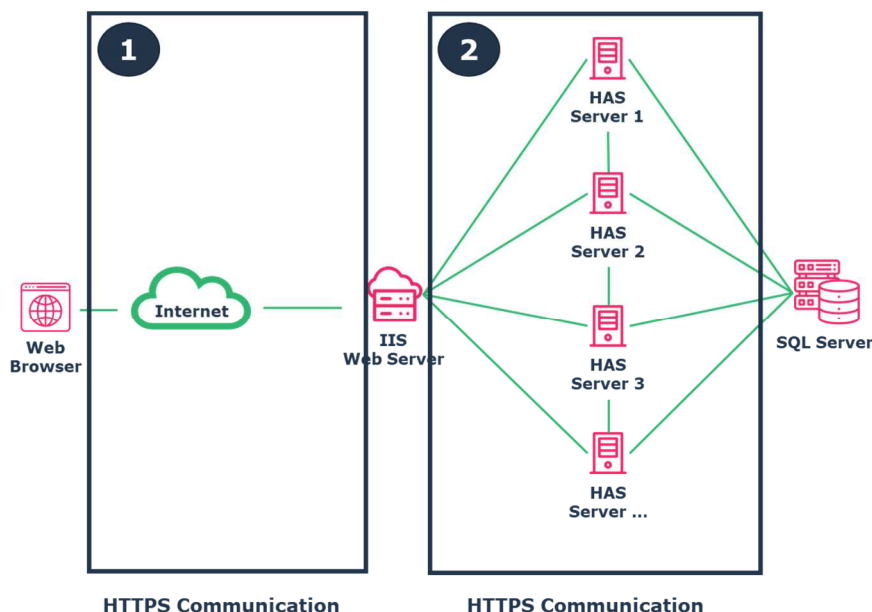 1
2
HAS
Server 1
HAS
Server 2
Internet
Web
Browser
IIS
Web Server
HAS
Server 3
SQL Server
HAS
Server ...
HTTPS Communication
HTTPS Communication